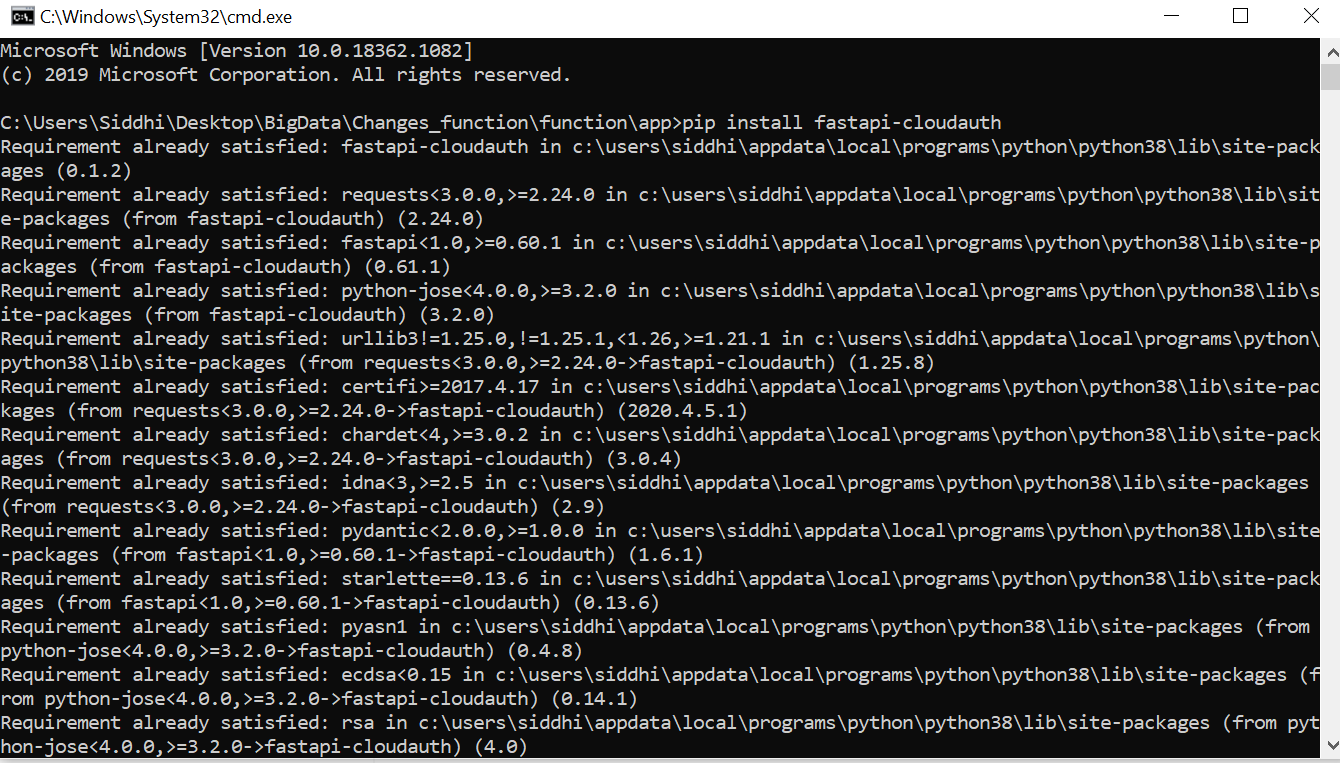 C:\Windows\System32\cmd.exe
Microsoft Windows [Version 10.0.18362.1082]
(c) 2019 Microsoft Corporation. All rights reserved.
C:\Users\Siddhi\Desktop\BigData\Changes_function\function\app>pip install fastapi-cloudauth
Requirement already satisfied: fastapi-cloudauth in c:\users\siddhi\appdata\local\programs\python\python38\lib\site-pack
ages (0.1.2)
Requirement already satisfied: requests<3.0.0,>=2.24.0 in c:\users\siddhi\appdata\local\programs\python\python38\lib\sit
e-packages (from fastapi-cloudauth) (2.24.0)
Requirement already satisfied: fastapi<1.0,>=0.60.1 in c:\users\siddhi\appdata\local\programs\python\python38\lib\site-p
ackages (from fastapi-cloudauth) (0.61.1)
Requirement already satisfied: python-jose<4.0.0,>=3.2.0 in c:\users\siddhi\appdata\local\programs\python\python38\lib\s
ite-packages (from fastapi-cloudauth) (3.2.0)
Requirement already satisfied: urllib3!=1.25.0,!=1.25.1,<1.26,>=1.21.1 in c:\users\siddhi\appdata\local\programs\python\
python38\lib\site-packages (from requests<3.0.0,>=2.24.0->fastapi-cloudauth) (1.25.8)
Requirement already satisfied: certifi>=2017.4.17 in c:\users\siddhi\appdata\local\programs\python\python38\lib\site-pac
kages (from requests<3.0.0,>=2.24.0->fastapi-cloudauth) (2020.4.5.1)
Requirement already satisfied: chardet<4,>=3.0.2 in c:\users\siddhi\appdata\local\programs\python\python38\lib\site-pack
ages (from requests<3.0.0,>=2.24.0->fastapi-cloudauth) (3.0.4)
Requirement already satisfied: idna<3,>=2.5 in c:\users\siddhi\appdata\local\programs\python\python38\lib\site-packages
(from requests<3.0.0,>=2.24.0->fastapi-cloudauth) (2.9)
Requirement already satisfied: pydantic<2.0.0,>=1.0.0 in c:\users\siddhi\appdata\local\programs\python\python38\lib\site
-packages (from fastapi<1.0,>=0.60.1->fastapi-cloudauth) (1.6.1)
Requirement already satisfied: starlette==0.13.6 in c:\users\siddhi\appdata\local\programs\python\python38\lib\site-pack
ages (from fastapi<1.0,>=0.60.1->fastapi-cloudauth) (0.13.6)
Requirement already satisfied: pyasn1 in c:\users\siddhi\appdata\local\programs\python\python38\lib\site-packages (from
python-jose<4.0.0,>=3.2.0->fastapi-cloudauth) (0.4.8)
Requirement already satisfied: ecdsa<0.15 in c:\users\siddhi\appdata\local\programs\python\python38\lib\site-packages (f
rom python-jose<4.0.0,>=3.2.0->fastapi-cloudauth) (0.14.1)
Requirement already satisfied: rsa in c:\users\siddhi\appdata\local\programs\python\python38\lib\site-packages (from pyt
hon-jose<4.0.0,>=3.2.0->fastapi-cloudauth) (4.0)